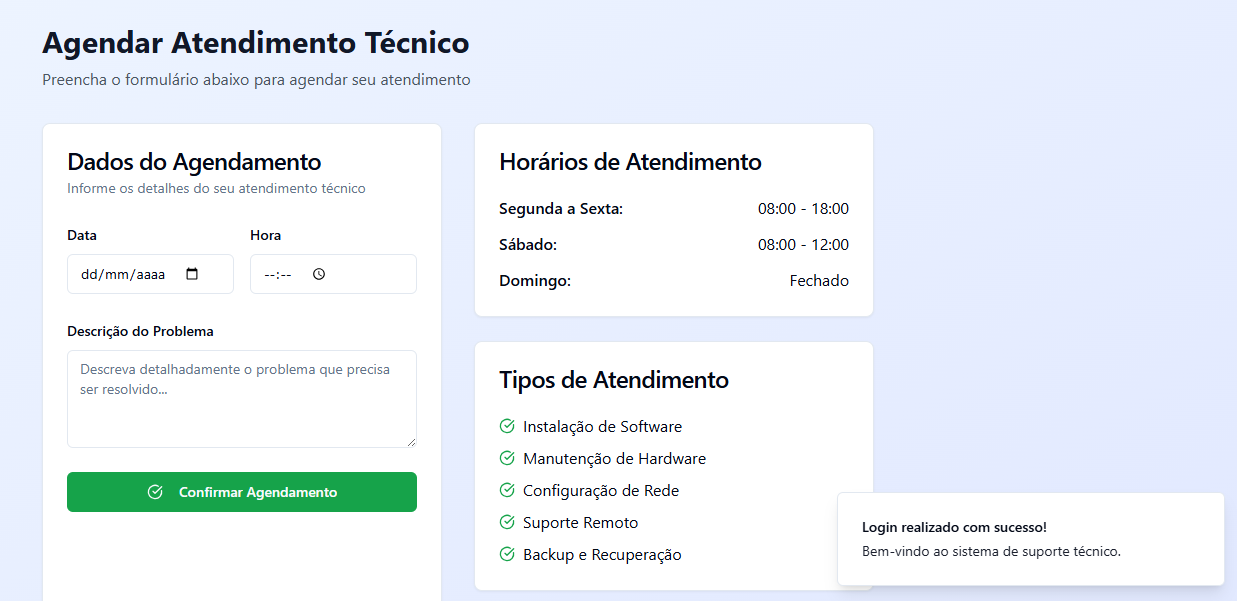 Agendar Atendimento Técnico
Preencha o formulário abaixo para agendar seu atendimento
Dados do Agendamento
Informe os detalhes do seu atendimento técnico
Data
Hora
dd/mm/aaaa
--:--
Descrição do Problema
Descreva detalhadamente o problema que precisa
ser resolvido...
Confirmar Agendamento
Horários de Atendimento
Segunda a Sexta: 08:00 - 18:00
Sábado: 08:00 - 12:00
Domingo: Fechado
Tipos de Atendimento
Instalação de Software
Manutenção de Hardware
Configuração de Rede
Suporte Remoto
Backup e Recuperação
Login realizado com sucesso!
Bem-vindo ao sistema de suporte técnico.